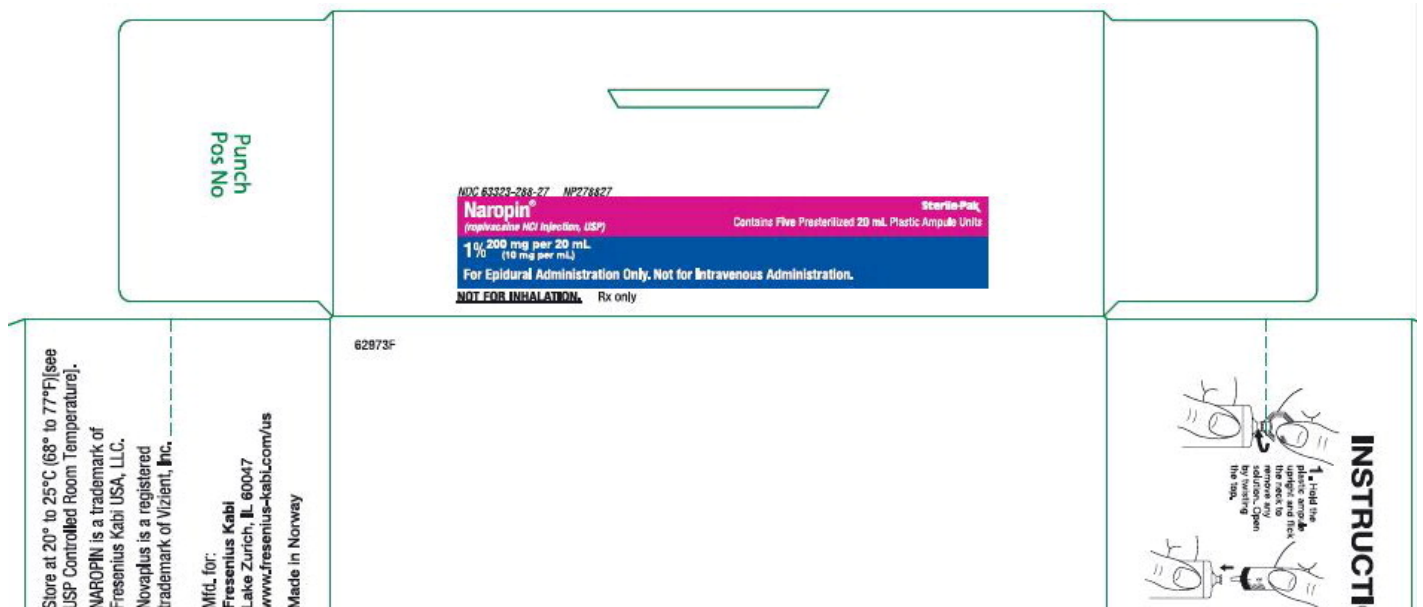 Punch
Pos No
NDC 63323-288-27 NP278827
Naropin®
(ropivacaine HCl Injection, USP)
Sterile-Pak
Contains Five Presterilized 20 mL Plastic Ampule Units
1% 200 mg per 20 mL
(10 mg per mL)
For Epidural Administration Only. Not for Intravenous Administration.
NOT FOR INHALATION. Rx only
62973F
Store at 20° to 25°C (68° to 77°F)[see
USP Controlled Room Temperature].
NAROPIN is a trademark of
Fresenius Kabi USA, LLC.
Novaplus is a registered
trademark of Vizient, Inc.
Mfd. for:
Fresenius Kabi
Lake Zurich, IL 60047
www.fresenius-kabi.com/us
Made in Norway
INSTRUCTI
1. Hold the
plastic ampule
upright and flick
the neck to
remove any
solution. Open
by twisting
the top.